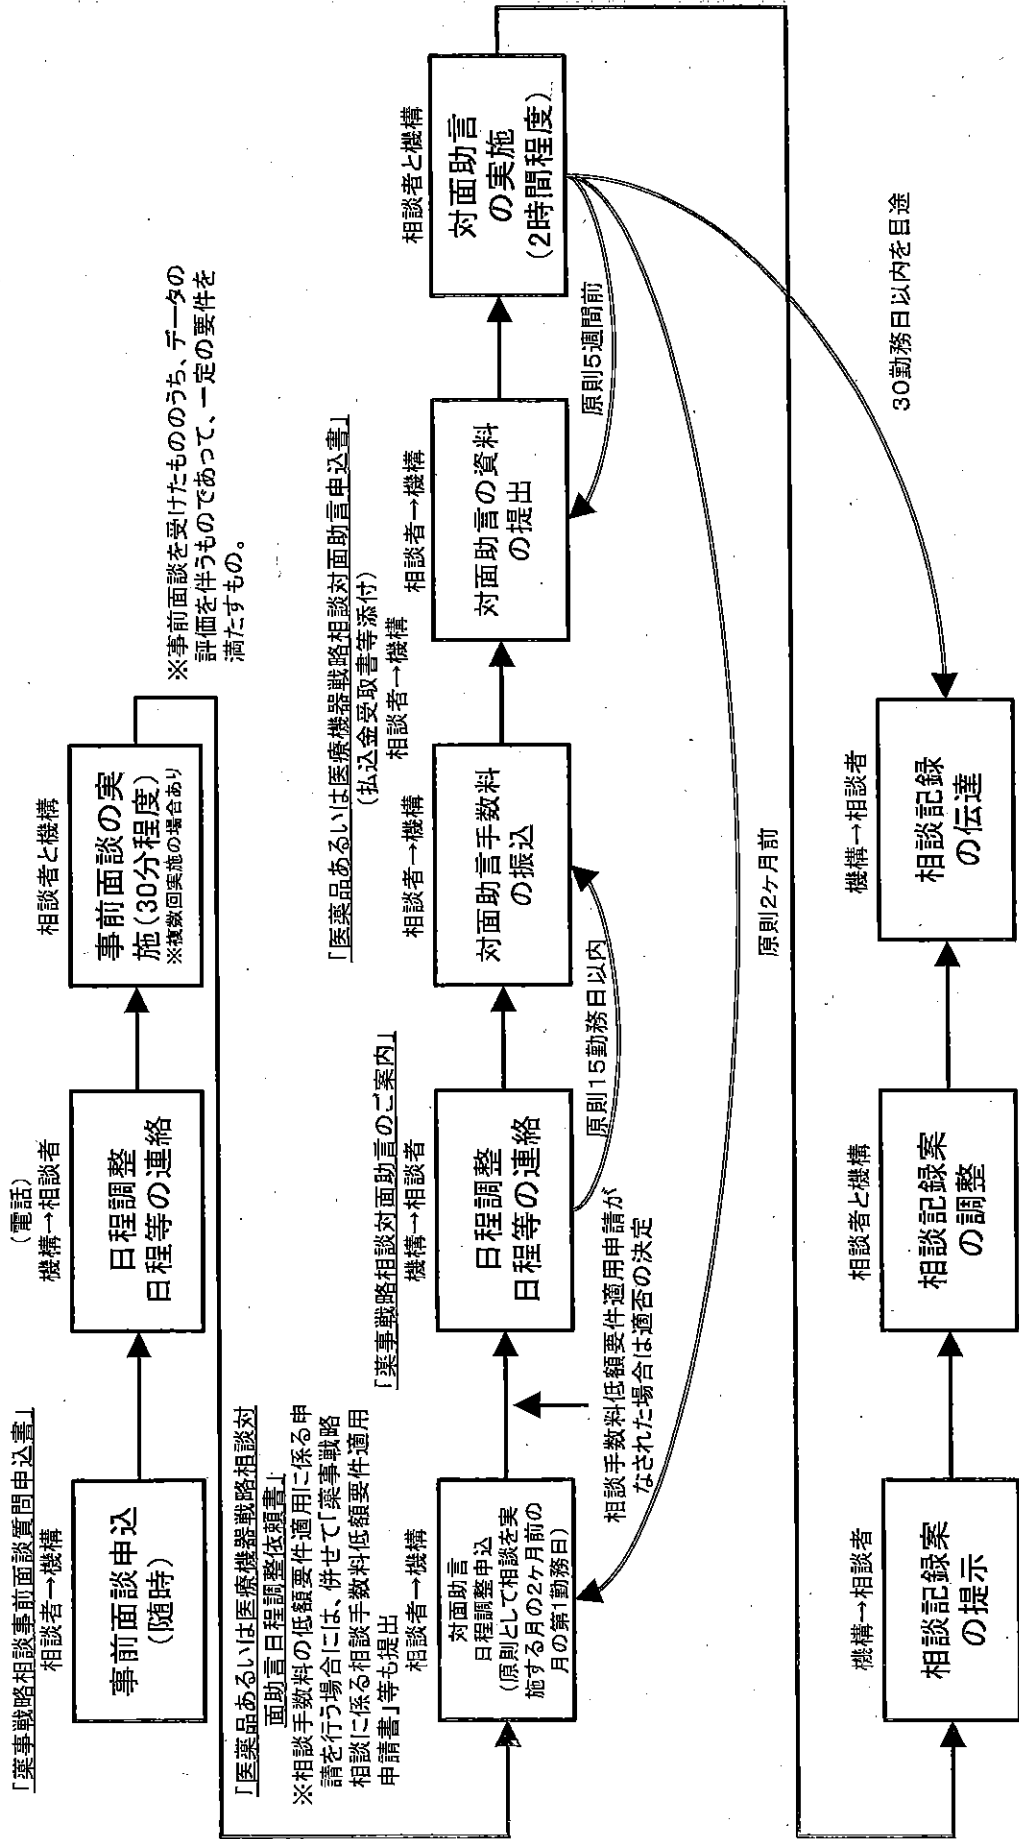 「薬事戦略相談事前面談質問申込書」
相談者→機構
事前面談申込
(随時)
(電話)
機構→相談者
日程調整
日程等の連絡
相談者と機構
事前面談の実
施(30分程度)
※複数回実施の場合あり
※事前面談を受けたもののうち、データの
評価を伴うものであって、一定の要件を
満たすもの。
「医薬品あるいは医療機器戦略相談対
面助言日程調整依頼書」
※相談手数料の低額要件適用に係る申
請を行う場合には、併せて「薬事戦略
相談に係る相談手数料低額要件適用
申請書」等も提出
相談者→機構
対面助言
日程調整申込
(原則として相談を実
施する月の2ヶ月前の
月の第1勤務日)
相談手数料低額要件適用申請が
なされた場合は適否の決定
「薬事戦略相談対面助言のご案内」
機構→相談者
日程調整
日程等の連絡
原則15勤務日以内
「医薬品あるいは医療機器戦略相談対面助言申込書」
(払込金受取書等添付)
相談者→機構
相談者→機構
対面助言手数料
の振込
相談者→機構
対面助言の資料
の提出
原則5週間前
相談者と機構
対面助言
の実施
(2時間程度)
原則2ヶ月前
30勤務日以内を目途
機構→相談者
相談記録案
の提示
相談者と機構
相談記録案
の調整
機構→相談者
相談記録
の伝達